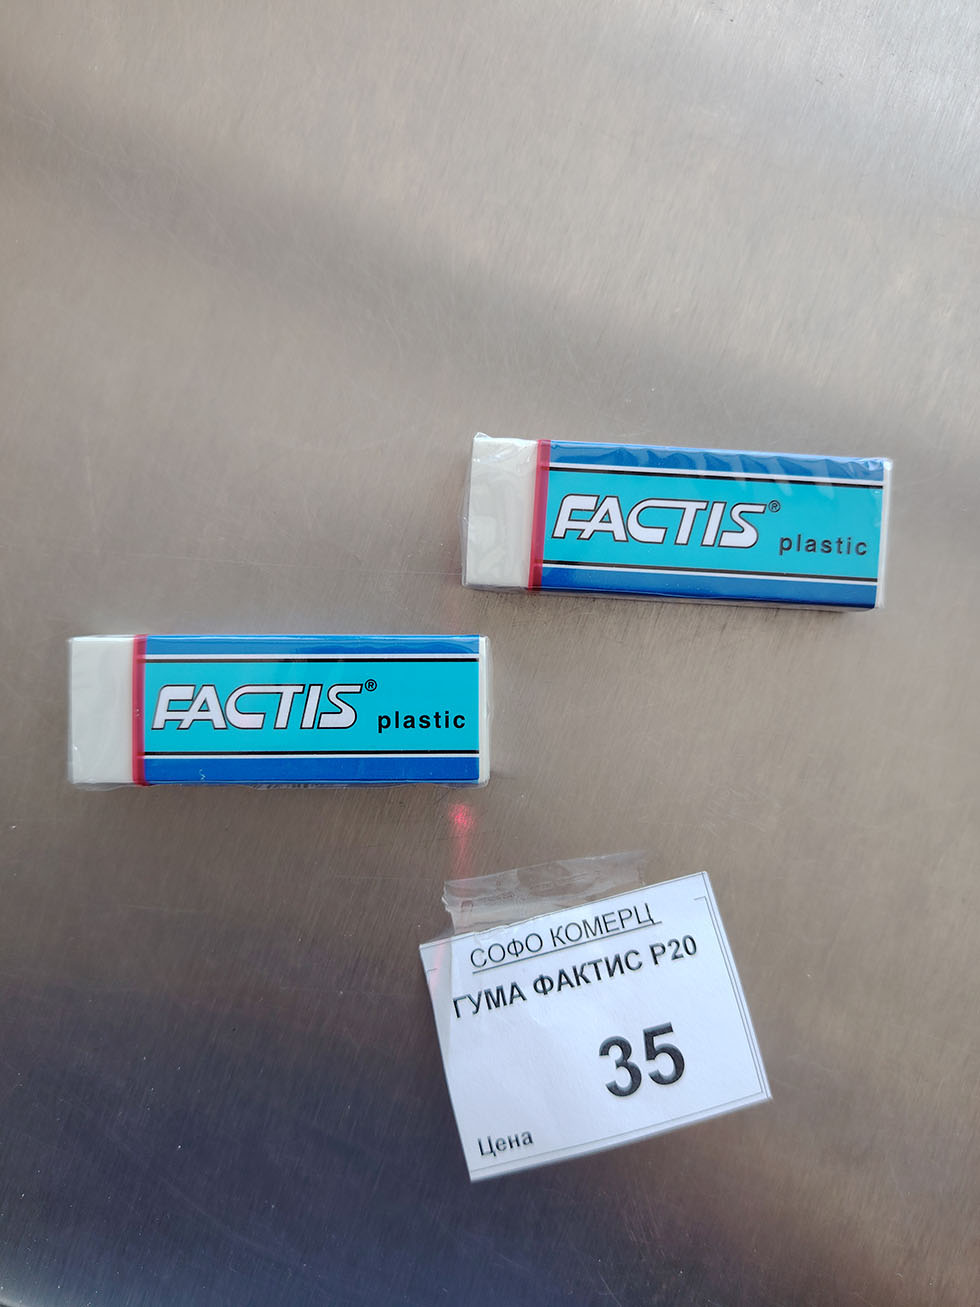 FACTIS® plastic
FACTIS® plastic
СОФО КОМЕРЦ
ГУМА ФАКТИС P20
35
Цена